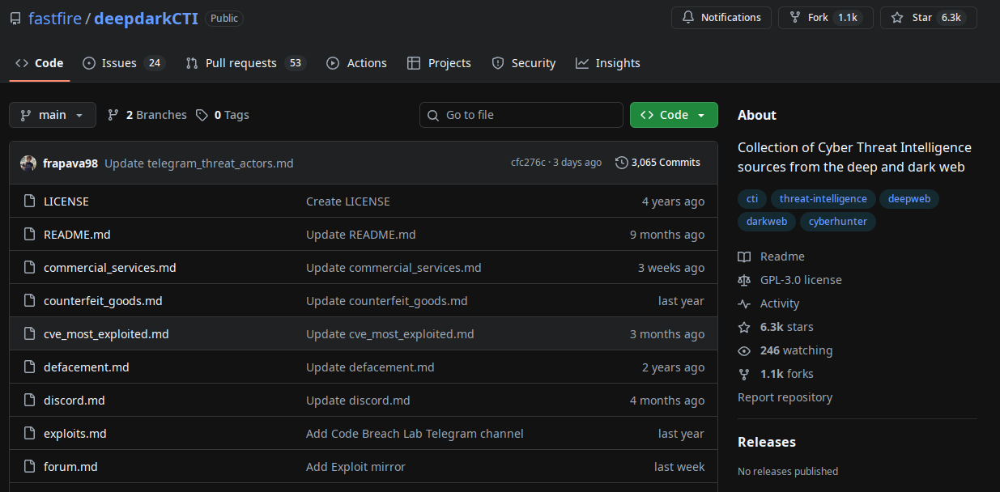 fastfire / deepdarkCTI Public
Notifications Fork 1.1k Star 6.3k
Code Issues 24 Pull requests 53 Actions Projects Security Insights
main 2 Branches 0 Tags Go to file Code
frapava98 Update telegram_threat_actors.md cfc276c · 3 days ago 3,065 Commits
LICENSE Create LICENSE 4 years ago
README.md Update README.md 9 months ago
commercial_services.md Update commercial_services.md 3 weeks ago
counterfeit_goods.md Update counterfeit_goods.md last year
cve_most_exploited.md Update cve_most_exploited.md 3 months ago
defacement.md Update defacement.md 2 years ago
discord.md Update discord.md 4 months ago
exploits.md Add Code Breach Lab Telegram channel last year
forum.md Add Exploit mirror last week
About
Collection of Cyber Threat Intelligence
sources from the deep and dark web
cti threat-intelligence deepweb
darkweb cyberhunter
Readme
GPL-3.0 license
Activity
6.3k stars
246 watching
1.1k forks
Report repository
Releases
No releases published